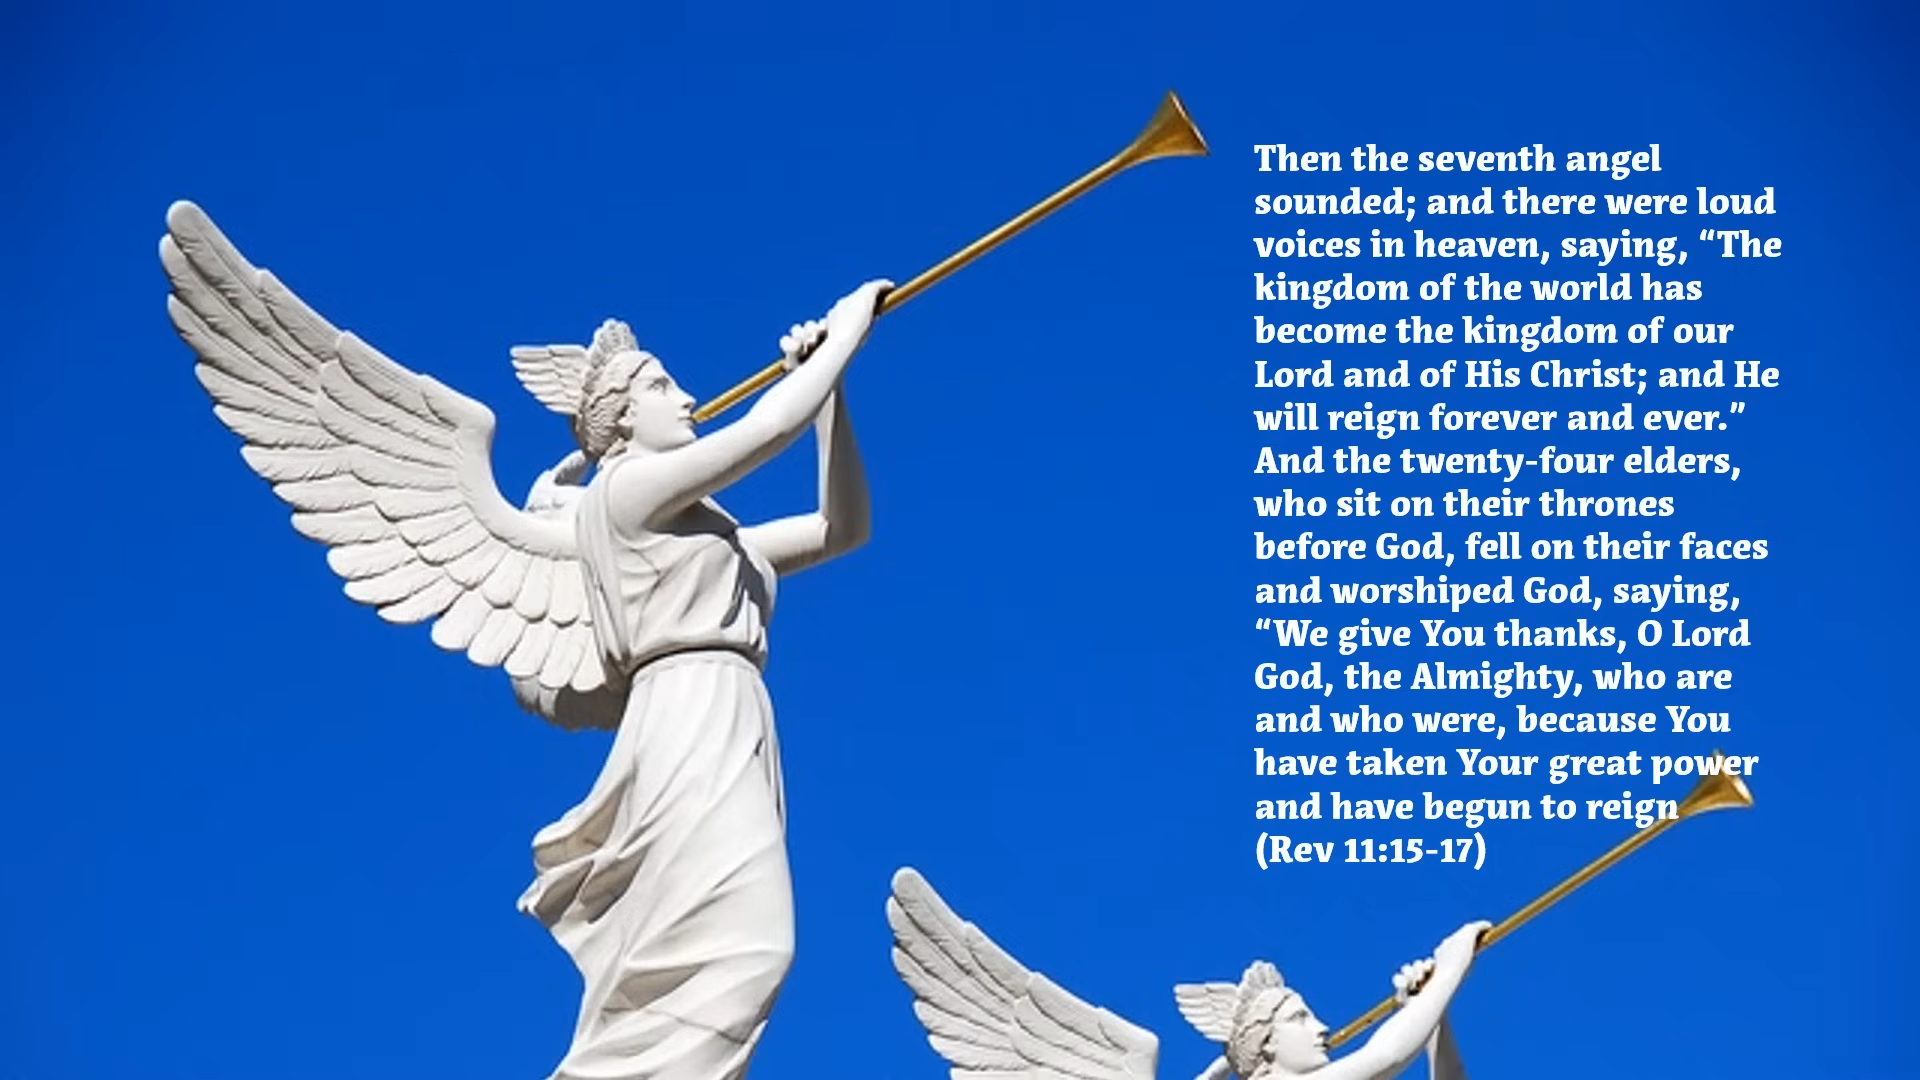 Then the seventh angel
sounded; and there were loud
voices in heaven, saying, “The
kingdom of the world has
become the kingdom of our
Lord and of His Christ; and He
will reign forever and ever.”
And the twenty-four elders,
who sit on their thrones
before God, fell on their faces
and worshiped God, saying,
“We give You thanks, O Lord
God, the Almighty, who are
and who were, because You
have taken Your great power
and have begun to reign
(Rev 11:15-17)